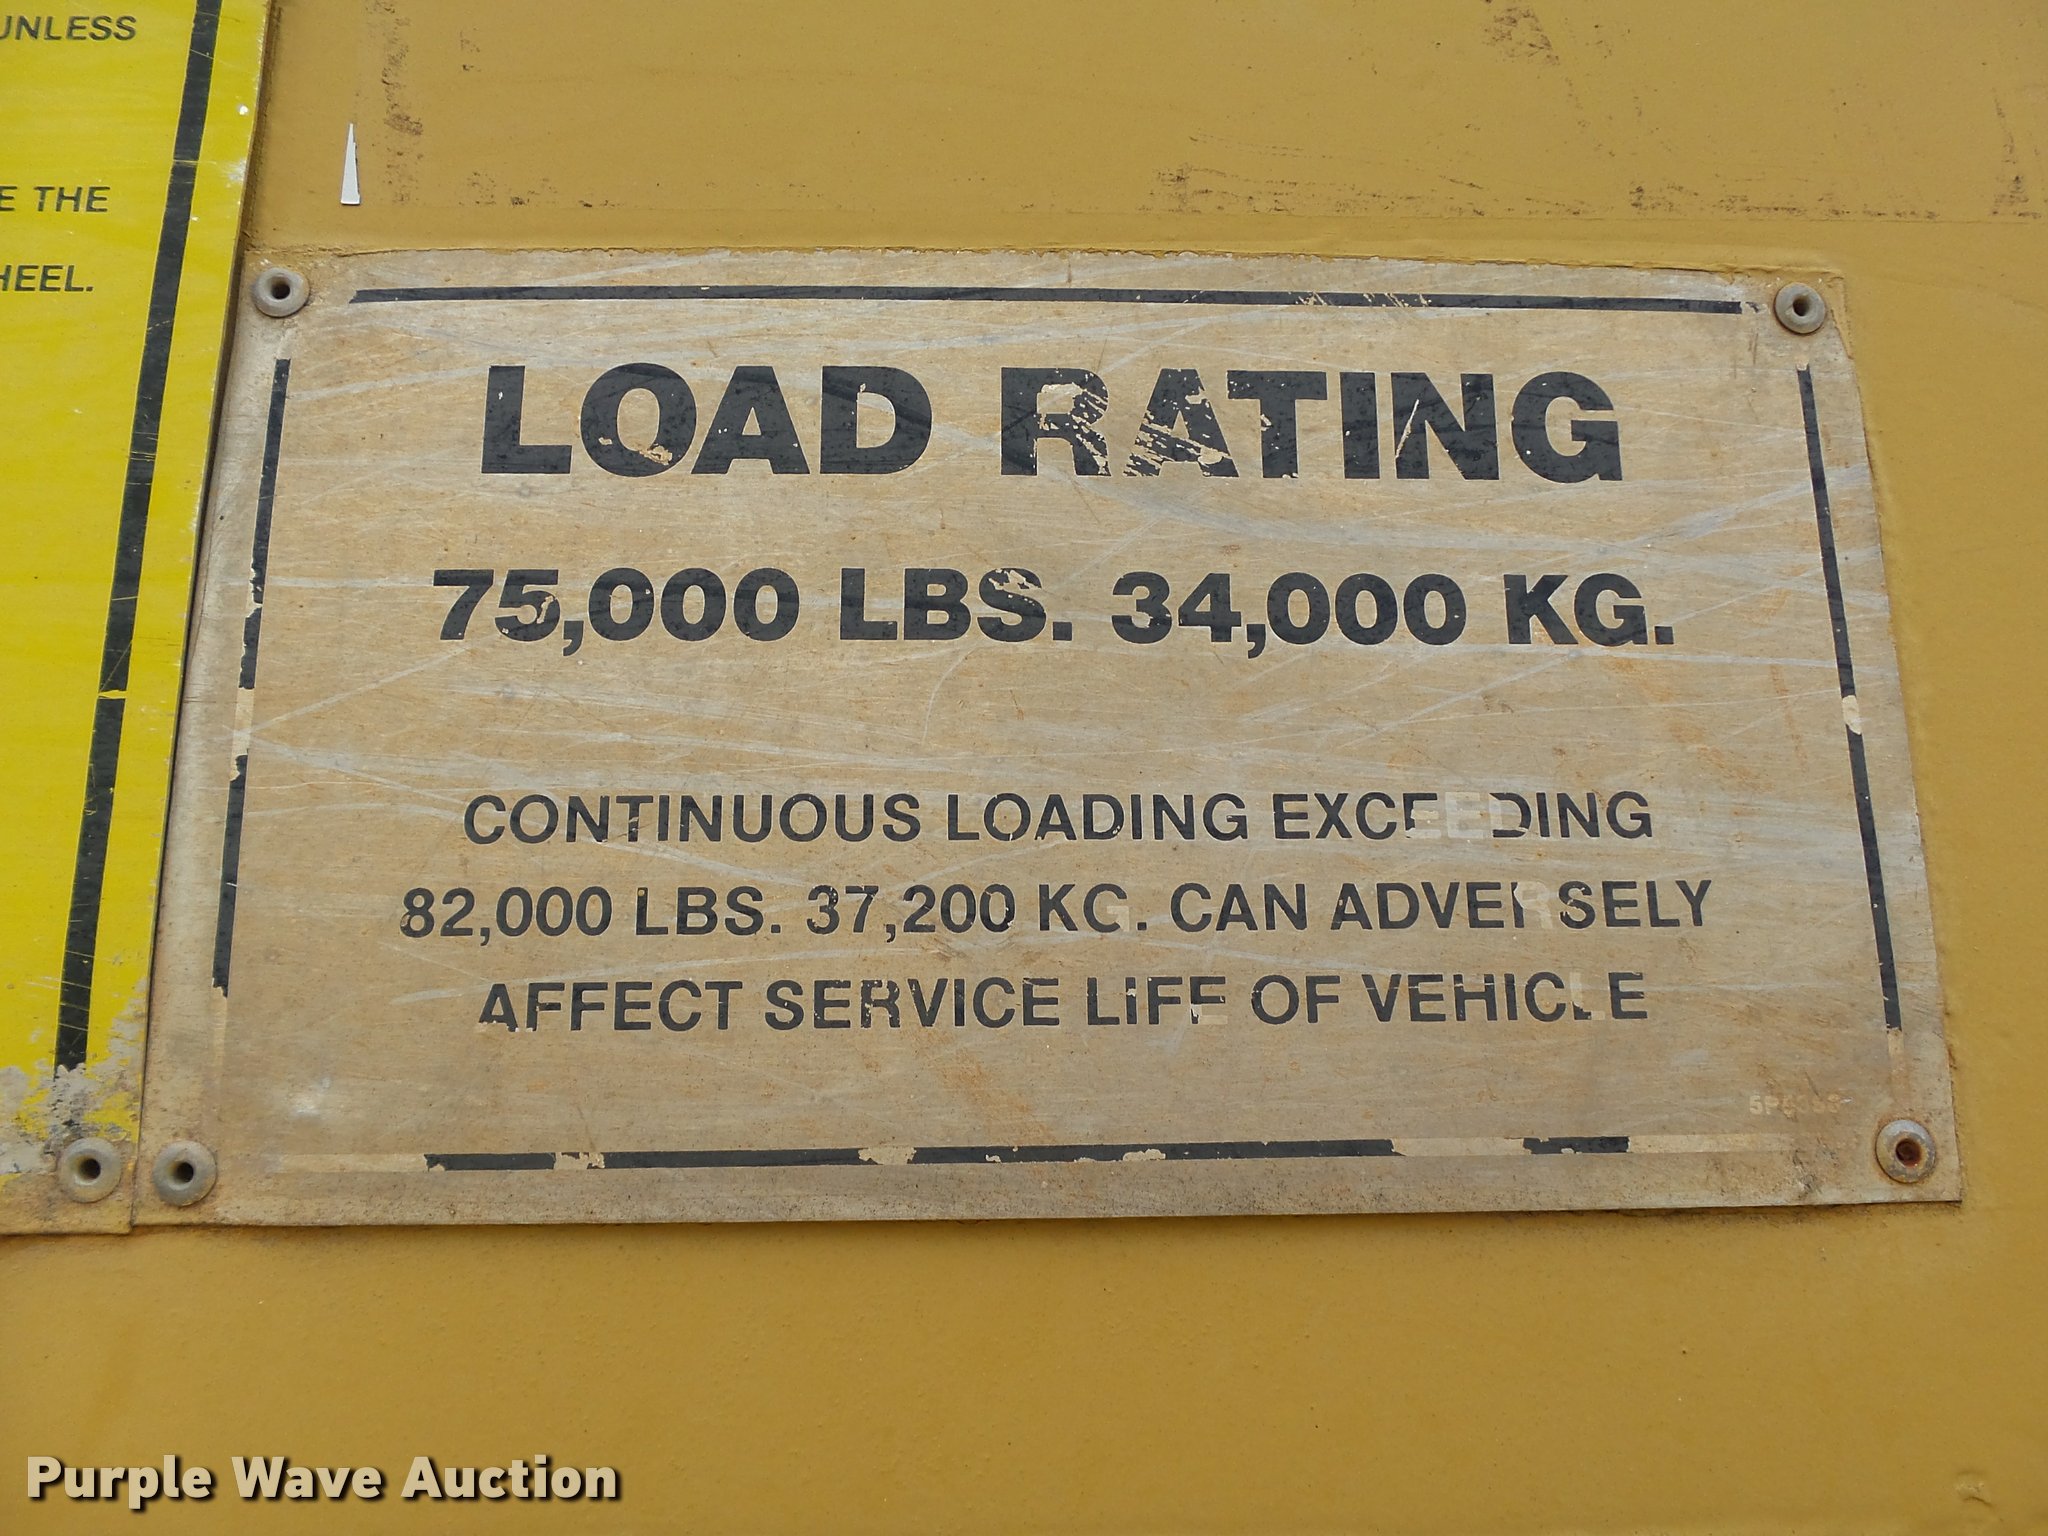 UNLESS
E THE
HEEL.
LOAD RATING
75,000 LBS. 34,000 KG.
CONTINUOUS LOADING EXCEEDING
82,000 LBS. 37,200 KG. CAN ADVERSELY
AFFECT SERVICE LIFE OF VEHICLE
Purple Wave Auction